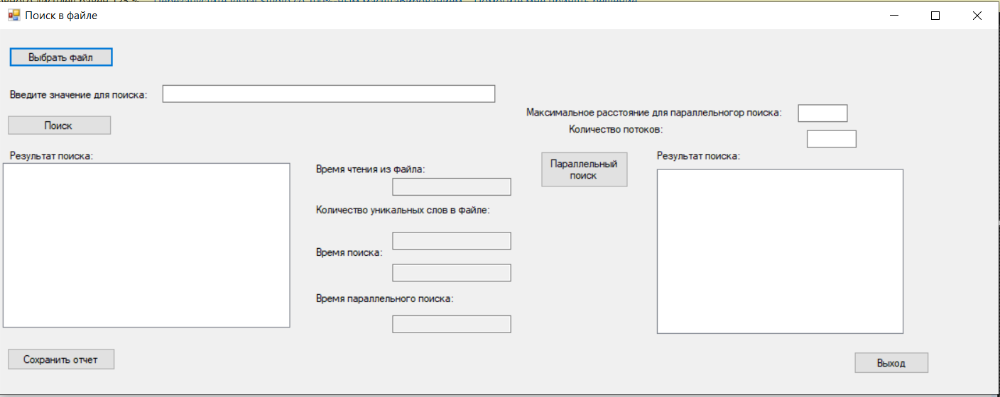 Поиск в файле
Выбрать файл
Введите значение для поиска:
Максимальное расстояние для параллельногор поиска:
Поиск
Количество потоков:
Результат поиска:
Результат поиска:
Параллельный
поиск
Время чтения из файла:
Количество уникальных слов в файле:
Время поиска:
Время параллельного поиска:
Сохранить отчет
Выход